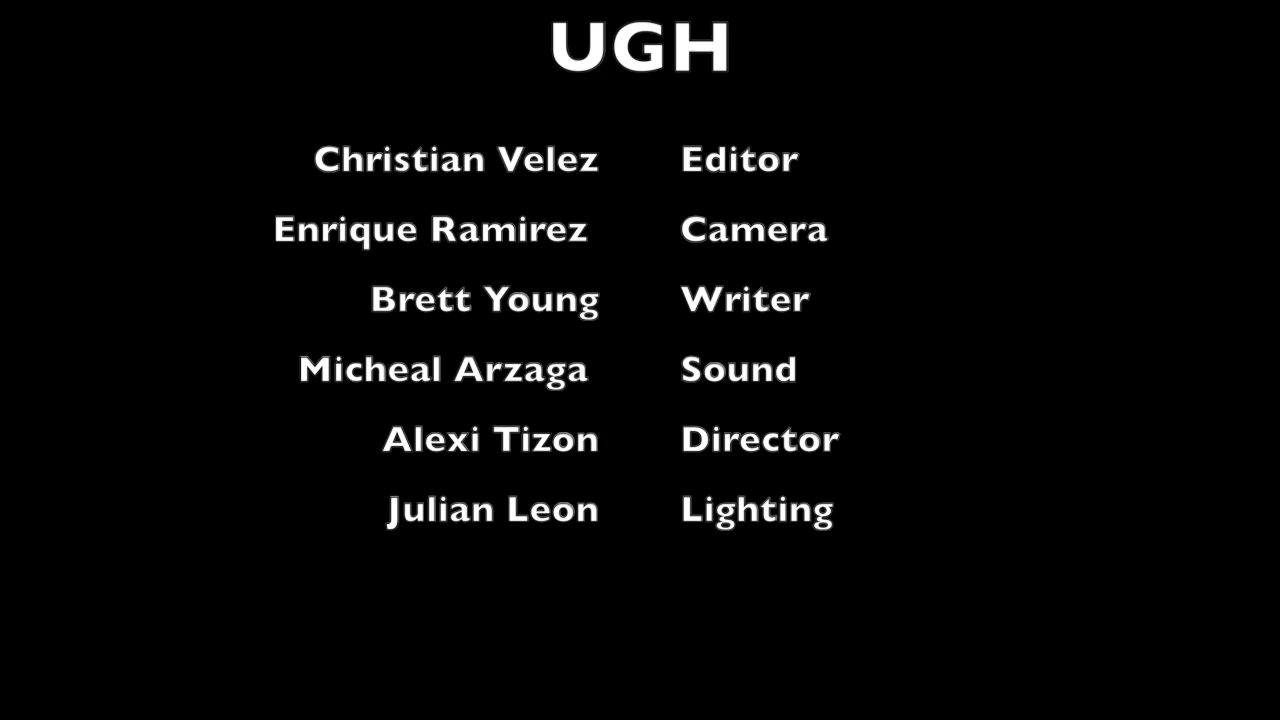 UGH
Christian Velez Editor
Enrique Ramirez Camera
Brett Young Writer
Micheal Arzaga Sound
Alexi Tizon Director
Julian Leon Lighting